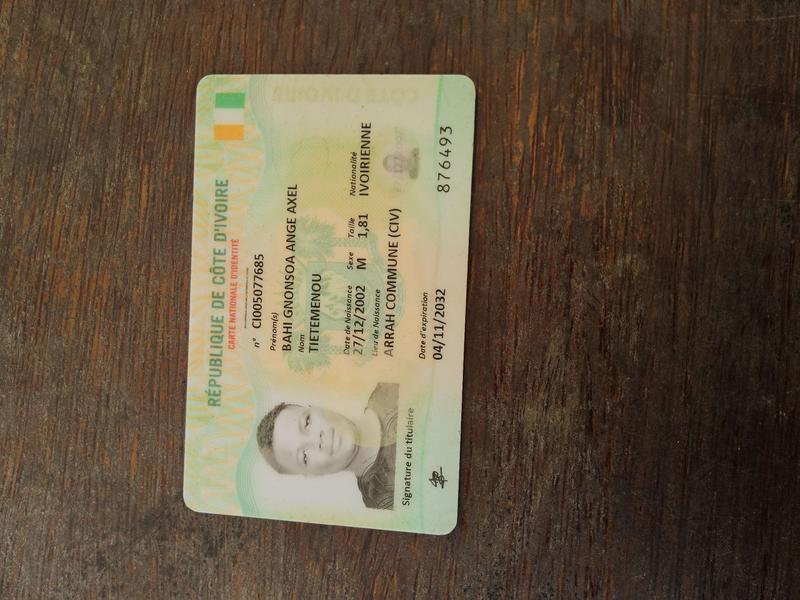 RÉPUBLIQUE DE CÔTE D'IVOIRE
CARTE NATIONALE D'IDENTITÉ
n° CI005077685
Prénom(s)
BAHI GNONSOA ANGE AXEL
Nom
TIETEMENOU
Date de Naissance Sexe Taille Nationalité
27/12/2002 M 1,81 IVOIRIENNE
Lieu de Naissance
ARRAH COMMUNE (CIV)
Date d'expiration
04/11/2032
876493
Signature du titulaire
CÔTE D'IVOIRE